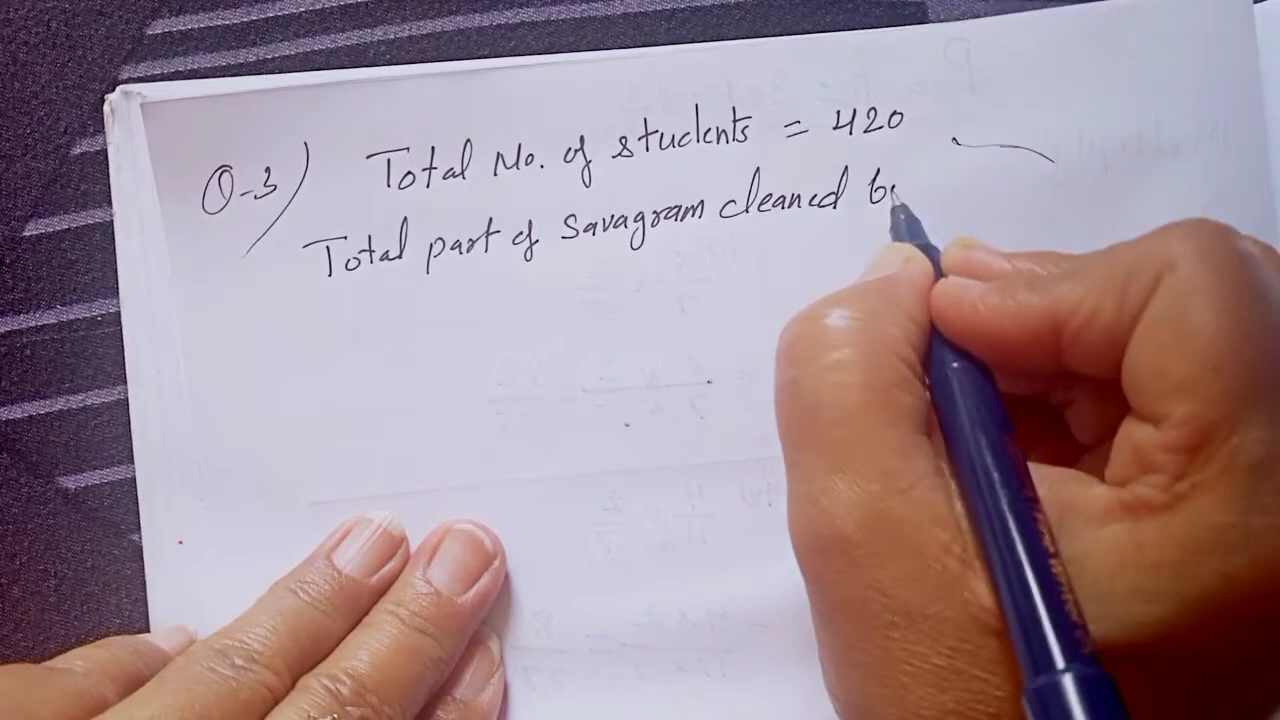 Q-3) Total No. of students = 420
Total part of Savagram cleaned